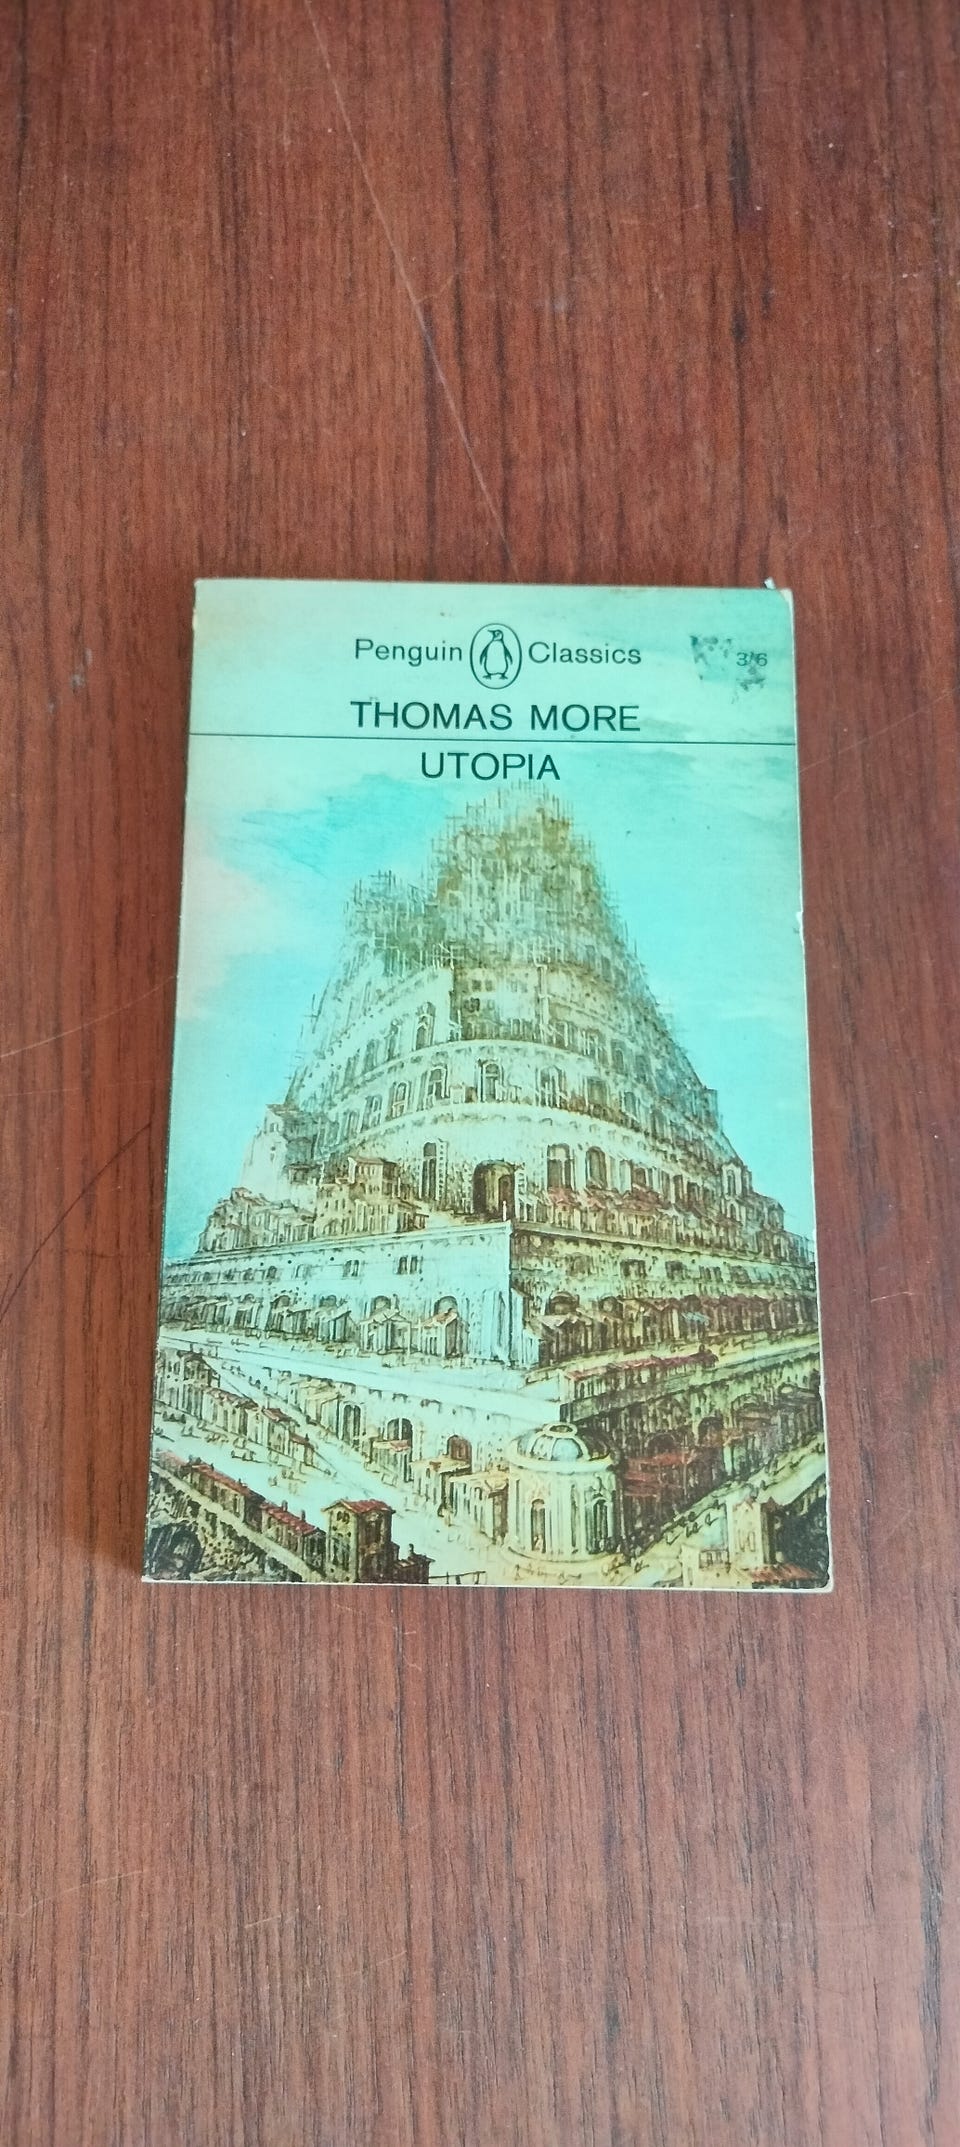 Penguin Classics 3/6
THOMAS MORE
UTOPIA